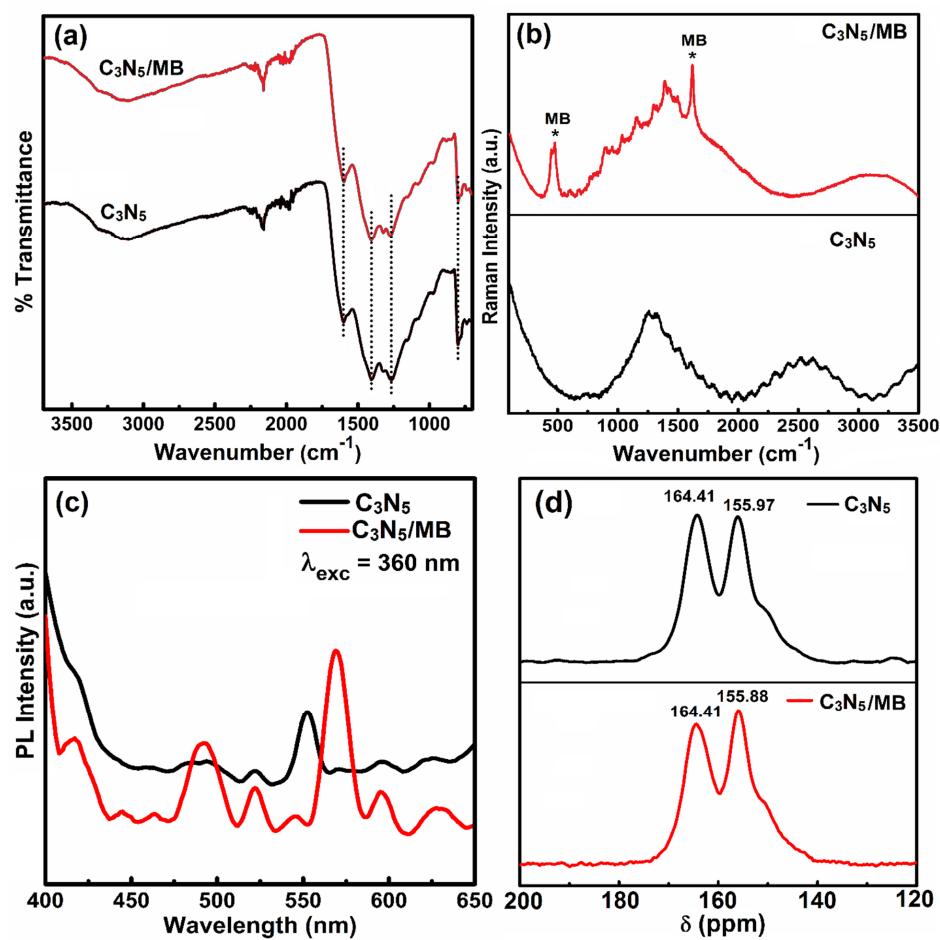 (a)
C3N5/MB
C3N5
% Transmittance
3500 3000 2500 2000 1500 1000
Wavenumber (cm-1)
(b)
C3N5/MB
MB
*
MB
*
C3N5
Raman Intensity (a.u.)
500 1000 1500 2000 2500 3000 3500
Wavenumber (cm-1)
(c)
C3N5
C3N5/MB
λexc = 360 nm
PL Intensity (a.u.)
400 450 500 550 600 650
Wavelength (nm)
(d)
164.41 155.97
C3N5
164.41 155.88
C3N5/MB
200 180 160 140 120
δ (ppm)